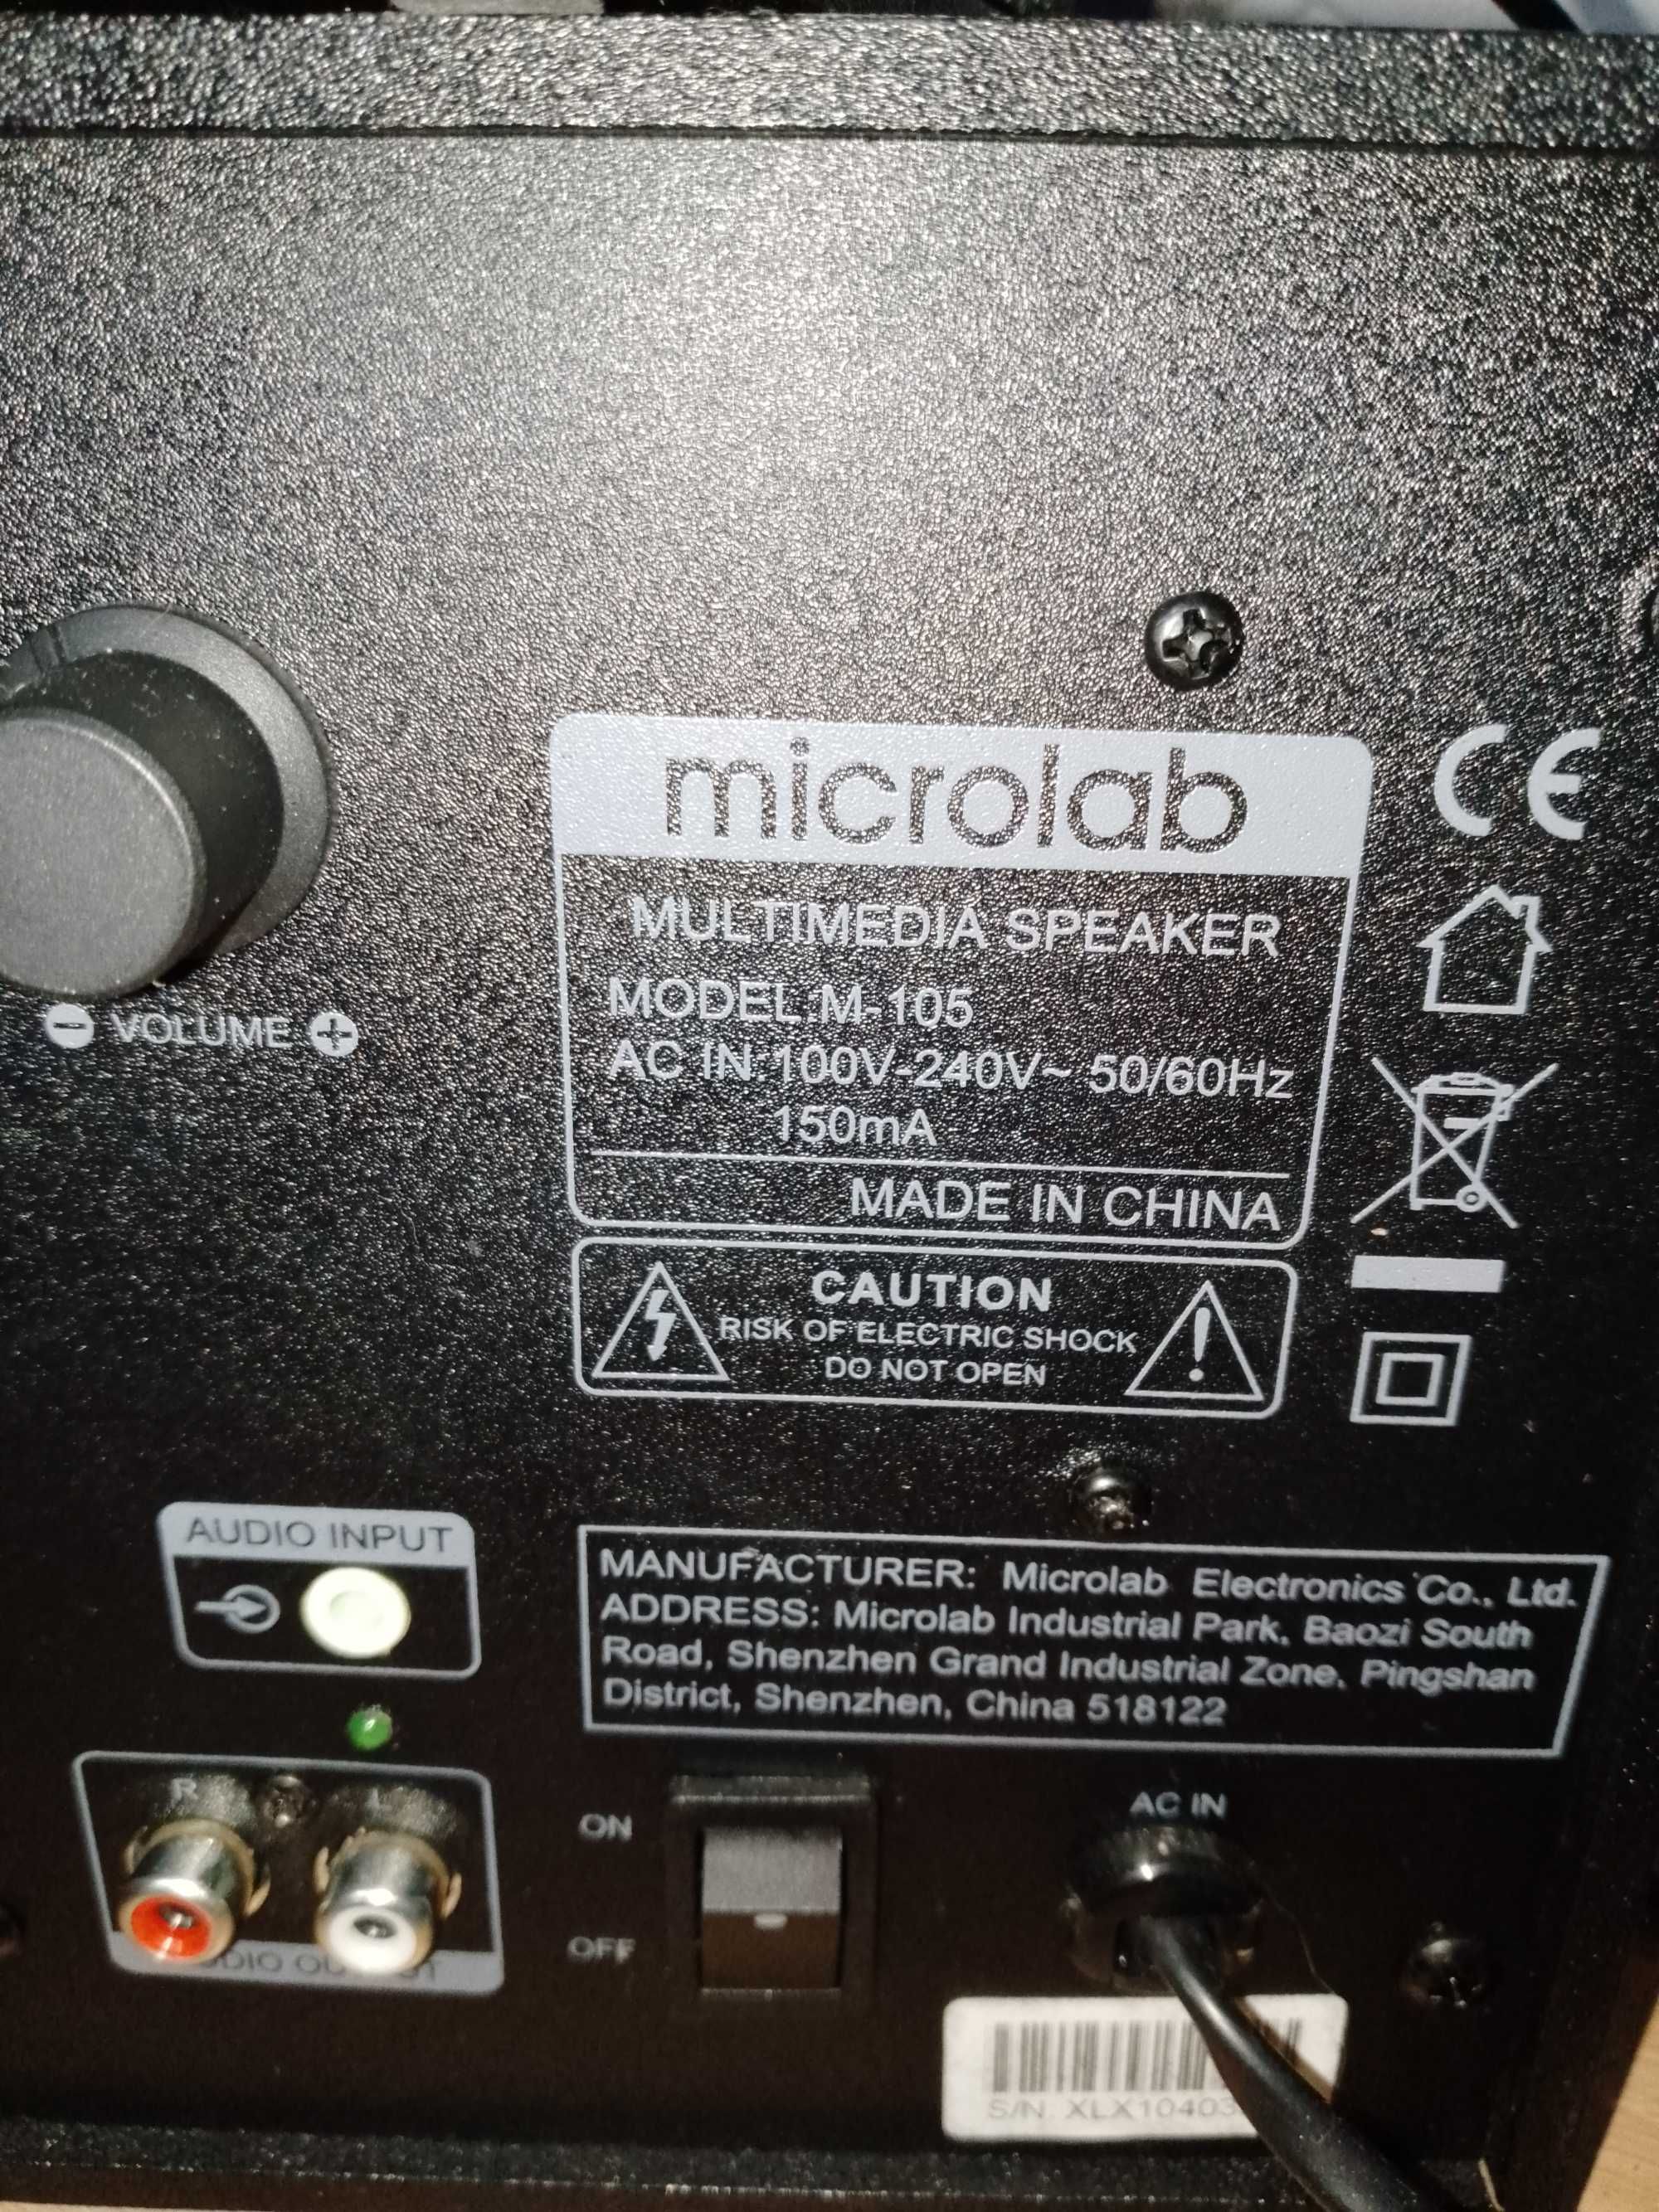 microlab
MULTIMEDIA SPEAKER
MODEL:M-105
AC IN:100V-240V~ 50/60Hz
150mA
MADE IN CHINA
CE
− VOLUME +
CAUTION
RISK OF ELECTRIC SHOCK
DO NOT OPEN
AUDIO INPUT
MANUFACTURER: Microlab Electronics Co., Ltd.
ADDRESS: Microlab Industrial Park, Baozi South
Road, Shenzhen Grand Industrial Zone, Pingshan
District, Shenzhen, China 518122
R L
ON
OFF
AC IN
S/N. XLX10403